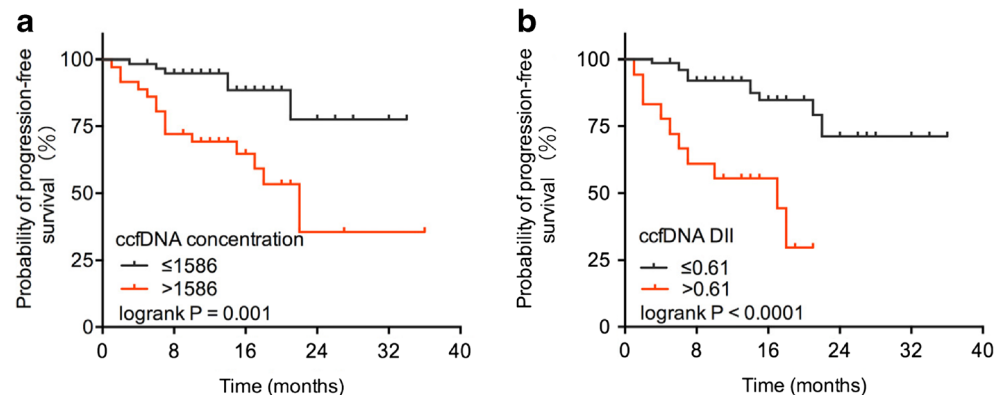 a
Probability of progression-free
survival (%)
100
75
50
25
0
ccfDNA concentration
≤1586
>1586
logrank P = 0.001
0 8 16 24 32 40
Time (months)
b
Probability of progression-free
survival (%)
100
75
50
25
0
ccfDNA DII
≤0.61
>0.61
logrank P < 0.0001
0 8 16 24 32 40
Time (months)